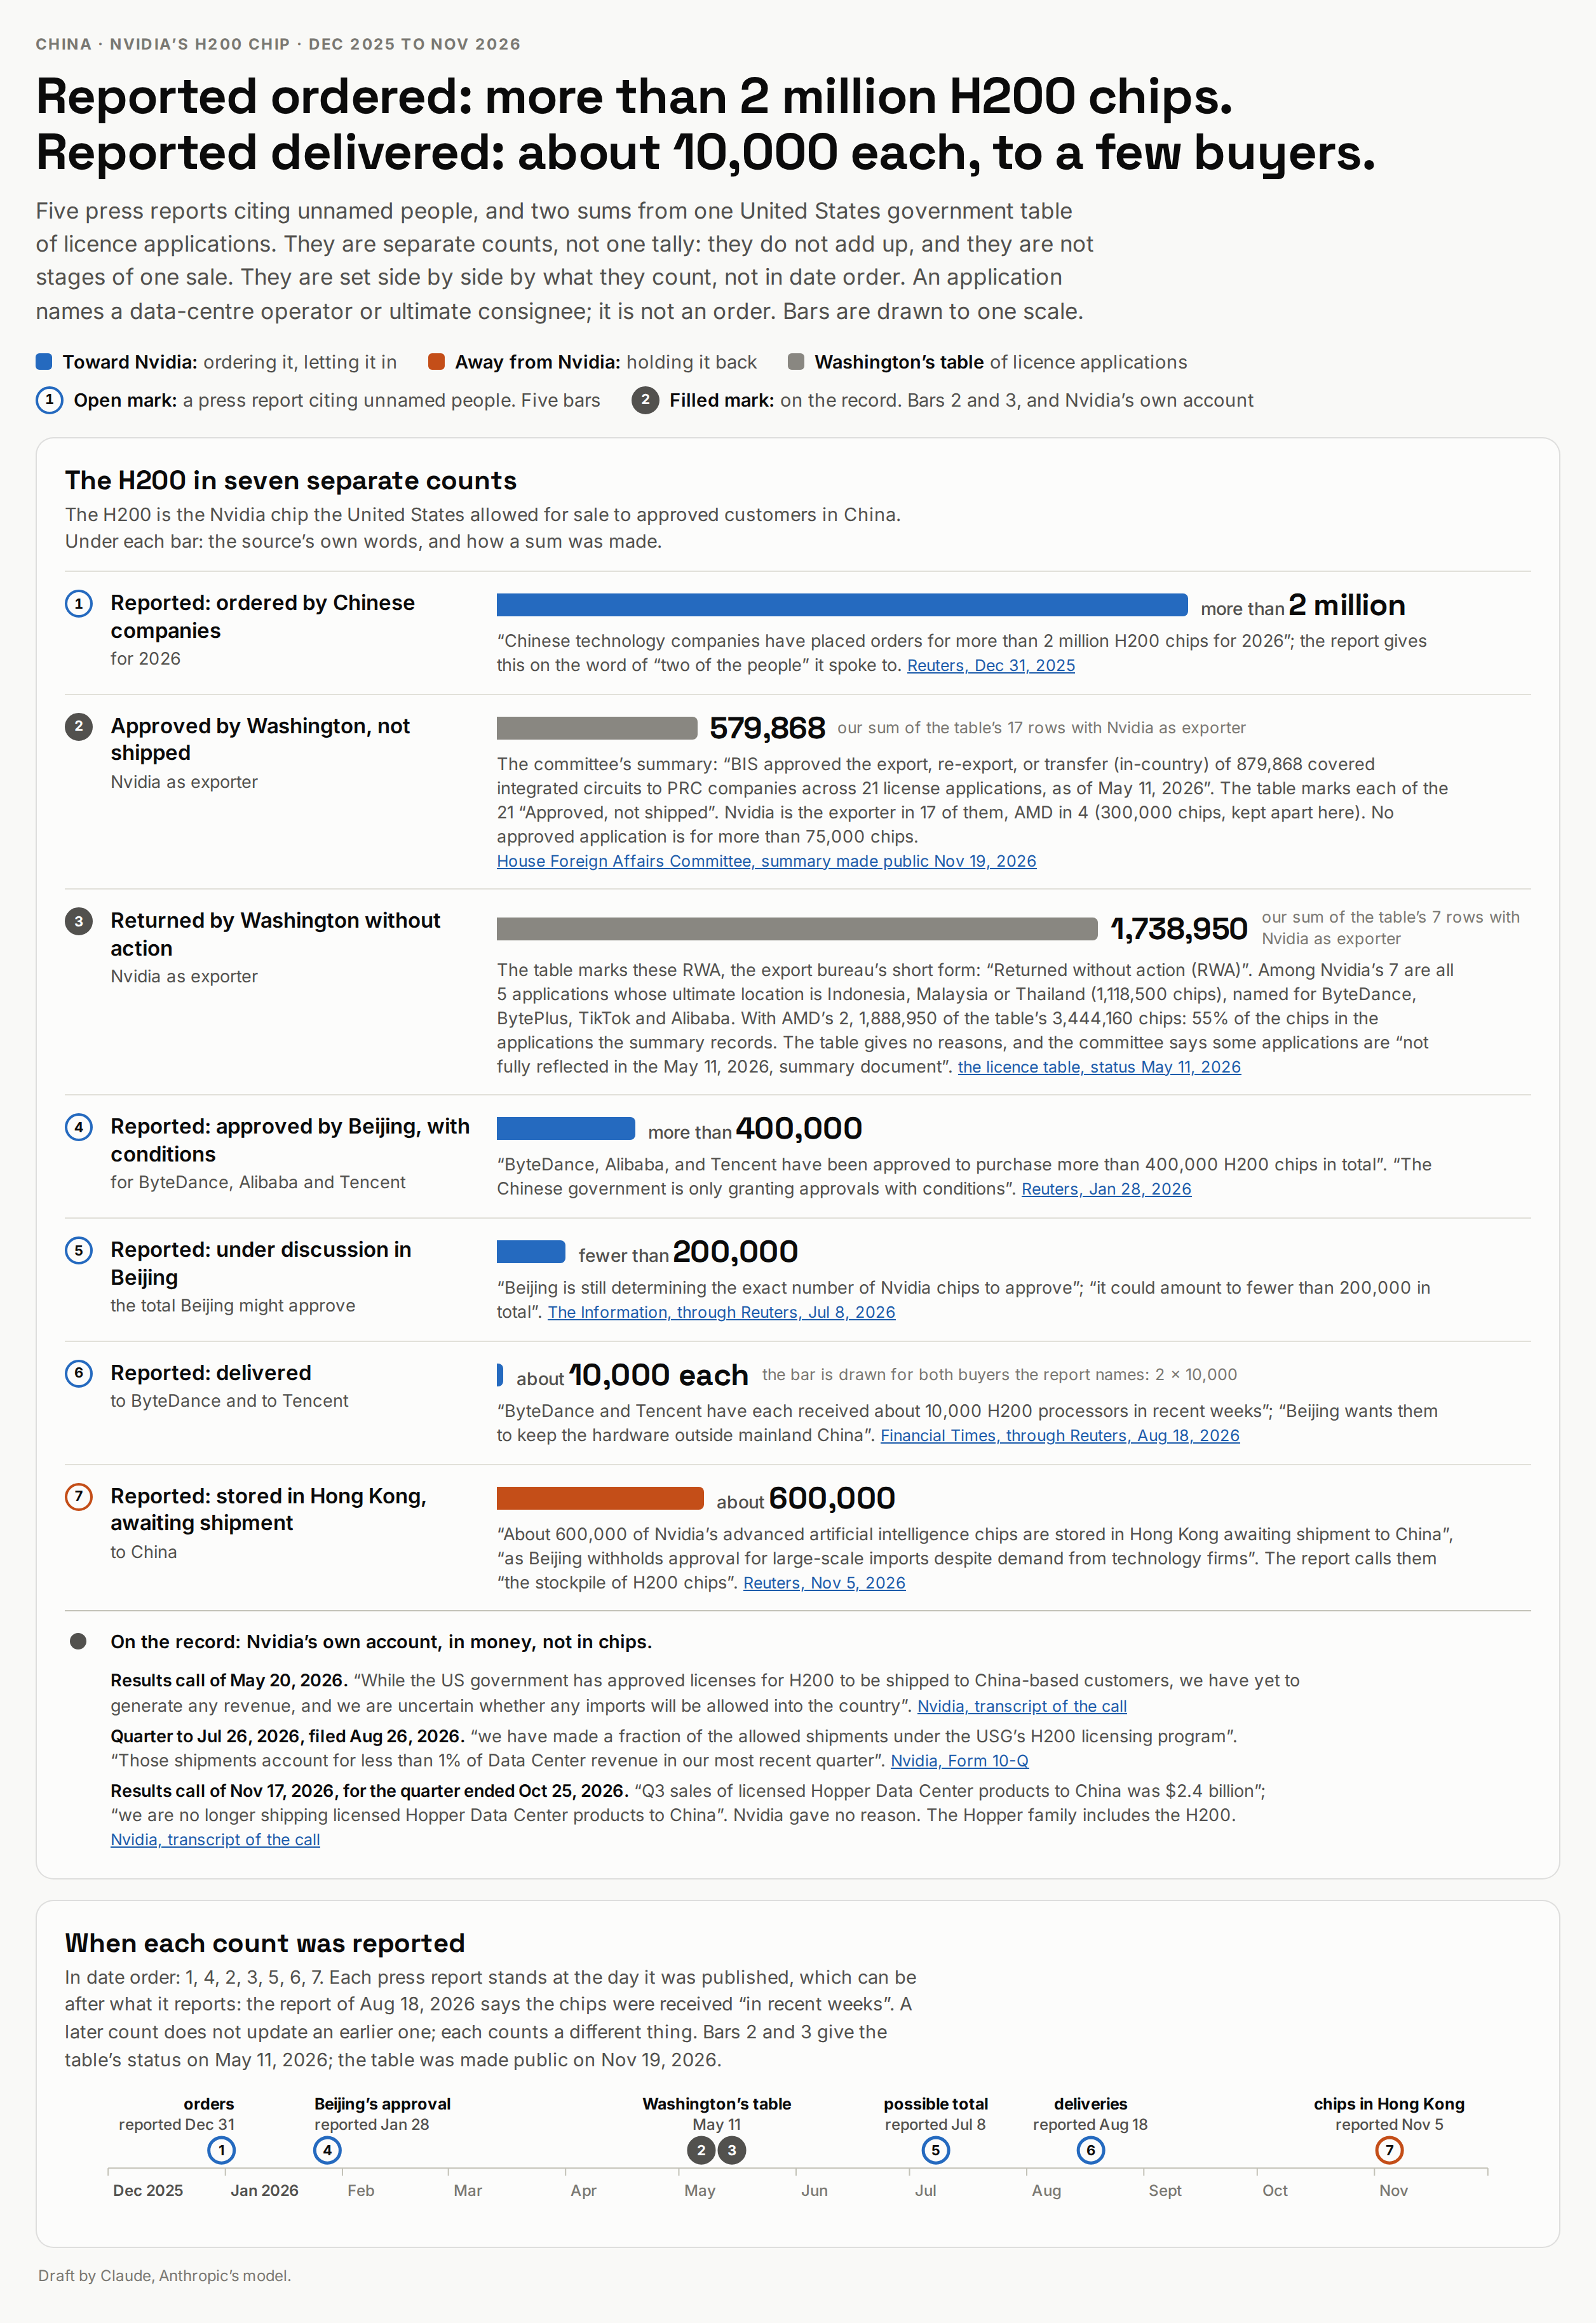 CHINA · NVIDIA’S H200 CHIP · DEC 2025 TO NOV 2026
Reported ordered: more than 2 million H200 chips.
Reported delivered: about 10,000 each, to a few buyers.
Five press reports citing unnamed people, and two sums from one United States government table
of licence applications. They are separate counts, not one tally: they do not add up, and they are not
stages of one sale. They are set side by side by what they count, not in date order. An application
names a data-centre operator or ultimate consignee; it is not an order. Bars are drawn to one scale.
Toward Nvidia: ordering it, letting it in
Away from Nvidia: holding it back
Washington’s table of licence applications
1 Open mark: a press report citing unnamed people. Five bars
2 Filled mark: on the record. Bars 2 and 3, and Nvidia’s own account
The H200 in seven separate counts
The H200 is the Nvidia chip the United States allowed for sale to approved customers in China.
Under each bar: the source’s own words, and how a sum was made.
1 Reported: ordered by Chinese
companies
for 2026
more than 2 million
“Chinese technology companies have placed orders for more than 2 million H200 chips for 2026”; the report gives
this on the word of “two of the people” it spoke to. Reuters, Dec 31, 2025
2 Approved by Washington, not
shipped
Nvidia as exporter
579,868 our sum of the table’s 17 rows with Nvidia as exporter
The committee’s summary: “BIS approved the export, re-export, or transfer (in-country) of 879,868 covered
integrated circuits to PRC companies across 21 license applications, as of May 11, 2026”. The table marks each of the
21 “Approved, not shipped”. Nvidia is the exporter in 17 of them, AMD in 4 (300,000 chips, kept apart here). No
approved application is for more than 75,000 chips.
House Foreign Affairs Committee, summary made public Nov 19, 2026
3 Returned by Washington without
action
Nvidia as exporter
1,738,950 our sum of the table’s 7 rows with
Nvidia as exporter
The table marks these RWA, the export bureau’s short form: “Returned without action (RWA)”. Among Nvidia’s 7 are all
5 applications whose ultimate location is Indonesia, Malaysia or Thailand (1,118,500 chips), named for ByteDance,
BytePlus, TikTok and Alibaba. With AMD’s 2, 1,888,950 of the table’s 3,444,160 chips: 55% of the chips in the
applications the summary records. The table gives no reasons, and the committee says some applications are “not
fully reflected in the May 11, 2026, summary document”. the licence table, status May 11, 2026
4 Reported: approved by Beijing, with
conditions
for ByteDance, Alibaba and Tencent
more than 400,000
“ByteDance, Alibaba, and Tencent have been approved to purchase more than 400,000 H200 chips in total”. “The
Chinese government is only granting approvals with conditions”. Reuters, Jan 28, 2026
5 Reported: under discussion in
Beijing
the total Beijing might approve
fewer than 200,000
“Beijing is still determining the exact number of Nvidia chips to approve”; “it could amount to fewer than 200,000 in
total”. The Information, through Reuters, Jul 8, 2026
6 Reported: delivered
to ByteDance and to Tencent
about 10,000 each the bar is drawn for both buyers the report names: 2 × 10,000
“ByteDance and Tencent have each received about 10,000 H200 processors in recent weeks”; “Beijing wants them
to keep the hardware outside mainland China”. Financial Times, through Reuters, Aug 18, 2026
7 Reported: stored in Hong Kong,
awaiting shipment
to China
about 600,000
“About 600,000 of Nvidia’s advanced artificial intelligence chips are stored in Hong Kong awaiting shipment to China”,
“as Beijing withholds approval for large-scale imports despite demand from technology firms”. The report calls them
“the stockpile of H200 chips”. Reuters, Nov 5, 2026
On the record: Nvidia’s own account, in money, not in chips.
Results call of May 20, 2026. “While the US government has approved licenses for H200 to be shipped to China-based customers, we have yet to
generate any revenue, and we are uncertain whether any imports will be allowed into the country”. Nvidia, transcript of the call
Quarter to Jul 26, 2026, filed Aug 26, 2026. “we have made a fraction of the allowed shipments under the USG’s H200 licensing program”.
“Those shipments account for less than 1% of Data Center revenue in our most recent quarter”. Nvidia, Form 10-Q
Results call of Nov 17, 2026, for the quarter ended Oct 25, 2026. “Q3 sales of licensed Hopper Data Center products to China was $2.4 billion”;
“we are no longer shipping licensed Hopper Data Center products to China”. Nvidia gave no reason. The Hopper family includes the H200.
Nvidia, transcript of the call
When each count was reported
In date order: 1, 4, 2, 3, 5, 6, 7. Each press report stands at the day it was published, which can be
after what it reports: the report of Aug 18, 2026 says the chips were received “in recent weeks”. A
later count does not update an earlier one; each counts a different thing. Bars 2 and 3 give the
table’s status on May 11, 2026; the table was made public on Nov 19, 2026.
orders
reported Dec 31
1
Beijing’s approval
reported Jan 28
4
Washington’s table
May 11
2 3
possible total
reported Jul 8
5
deliveries
reported Aug 18
6
chips in Hong Kong
reported Nov 5
7
Dec 2025 Jan 2026 Feb Mar Apr May Jun Jul Aug Sept Oct Nov
Draft by Claude, Anthropic’s model.